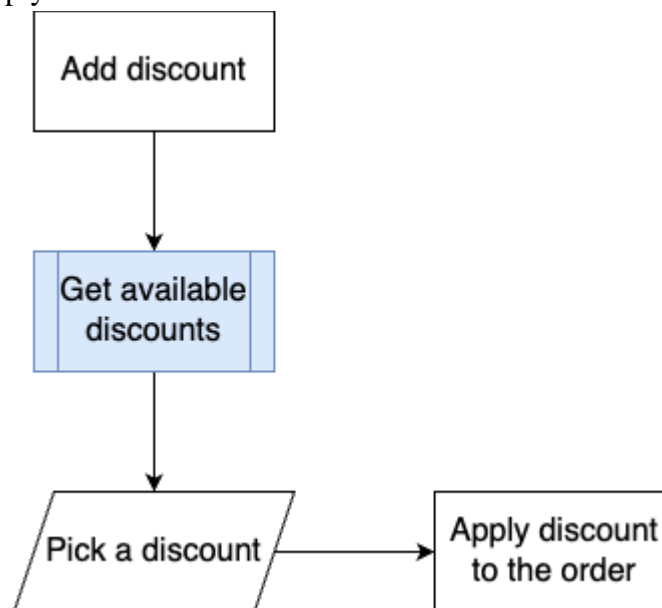 Add discount
Get available
discounts
Pick a discount
Apply discount
to the order